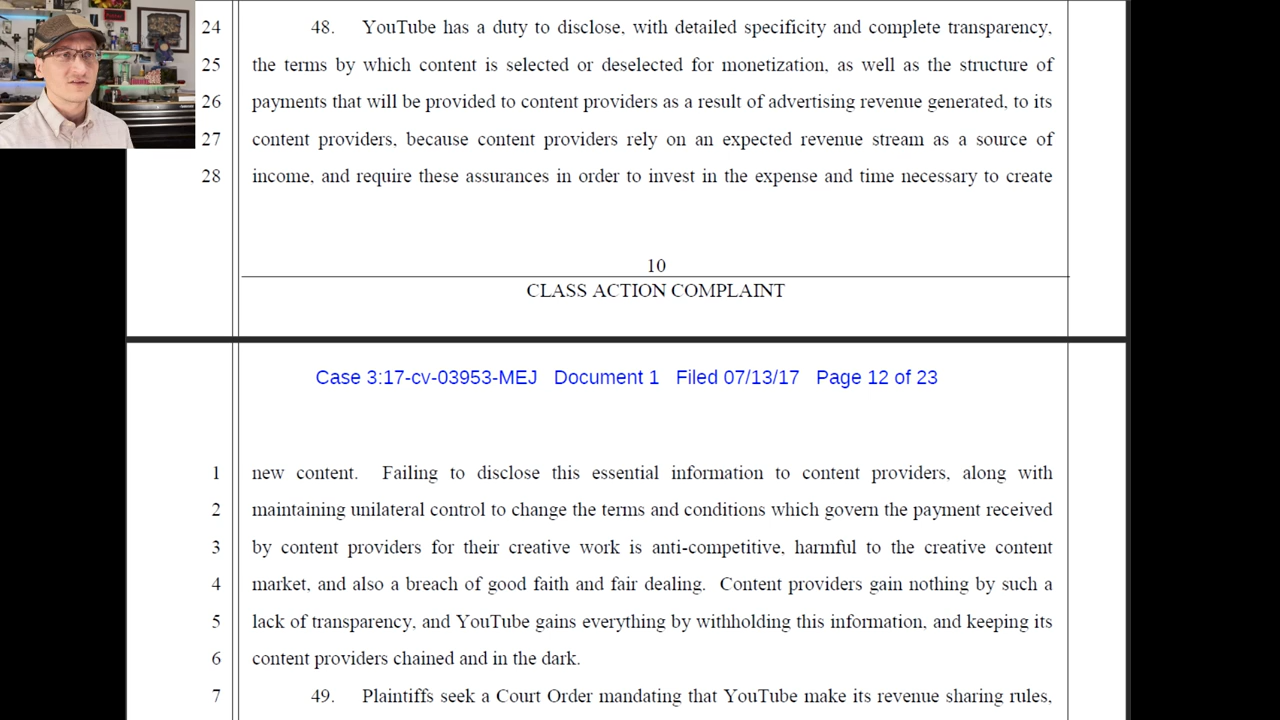 24 48. YouTube has a duty to disclose, with detailed specificity and complete transparency,
25 the terms by which content is selected or deselected for monetization, as well as the structure of
26 payments that will be provided to content providers as a result of advertising revenue generated, to its
27 content providers, because content providers rely on an expected revenue stream as a source of
28 income, and require these assurances in order to invest in the expense and time necessary to create
10
CLASS ACTION COMPLAINT
Case 3:17-cv-03953-MEJ Document 1 Filed 07/13/17 Page 12 of 23
1 new content. Failing to disclose this essential information to content providers, along with
2 maintaining unilateral control to change the terms and conditions which govern the payment received
3 by content providers for their creative work is anti-competitive, harmful to the creative content
4 market, and also a breach of good faith and fair dealing. Content providers gain nothing by such a
5 lack of transparency, and YouTube gains everything by withholding this information, and keeping its
6 content providers chained and in the dark.
7 49. Plaintiffs seek a Court Order mandating that YouTube make its revenue sharing rules,